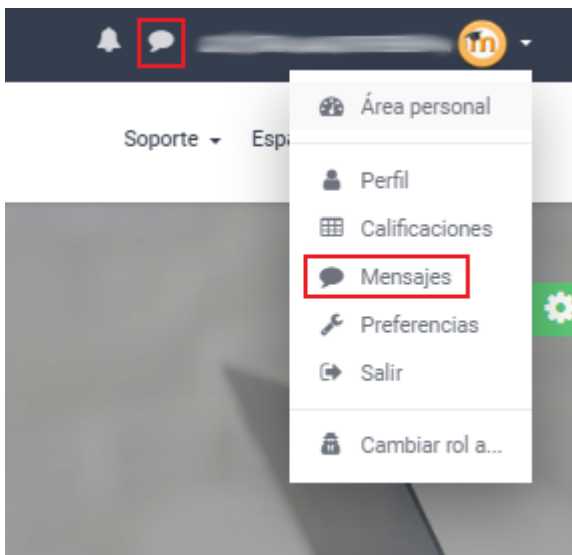 Área personal
Soporte Espa
Perfil
Calificaciones
Mensajes
Preferencias
Salir
Cambiar rol a...